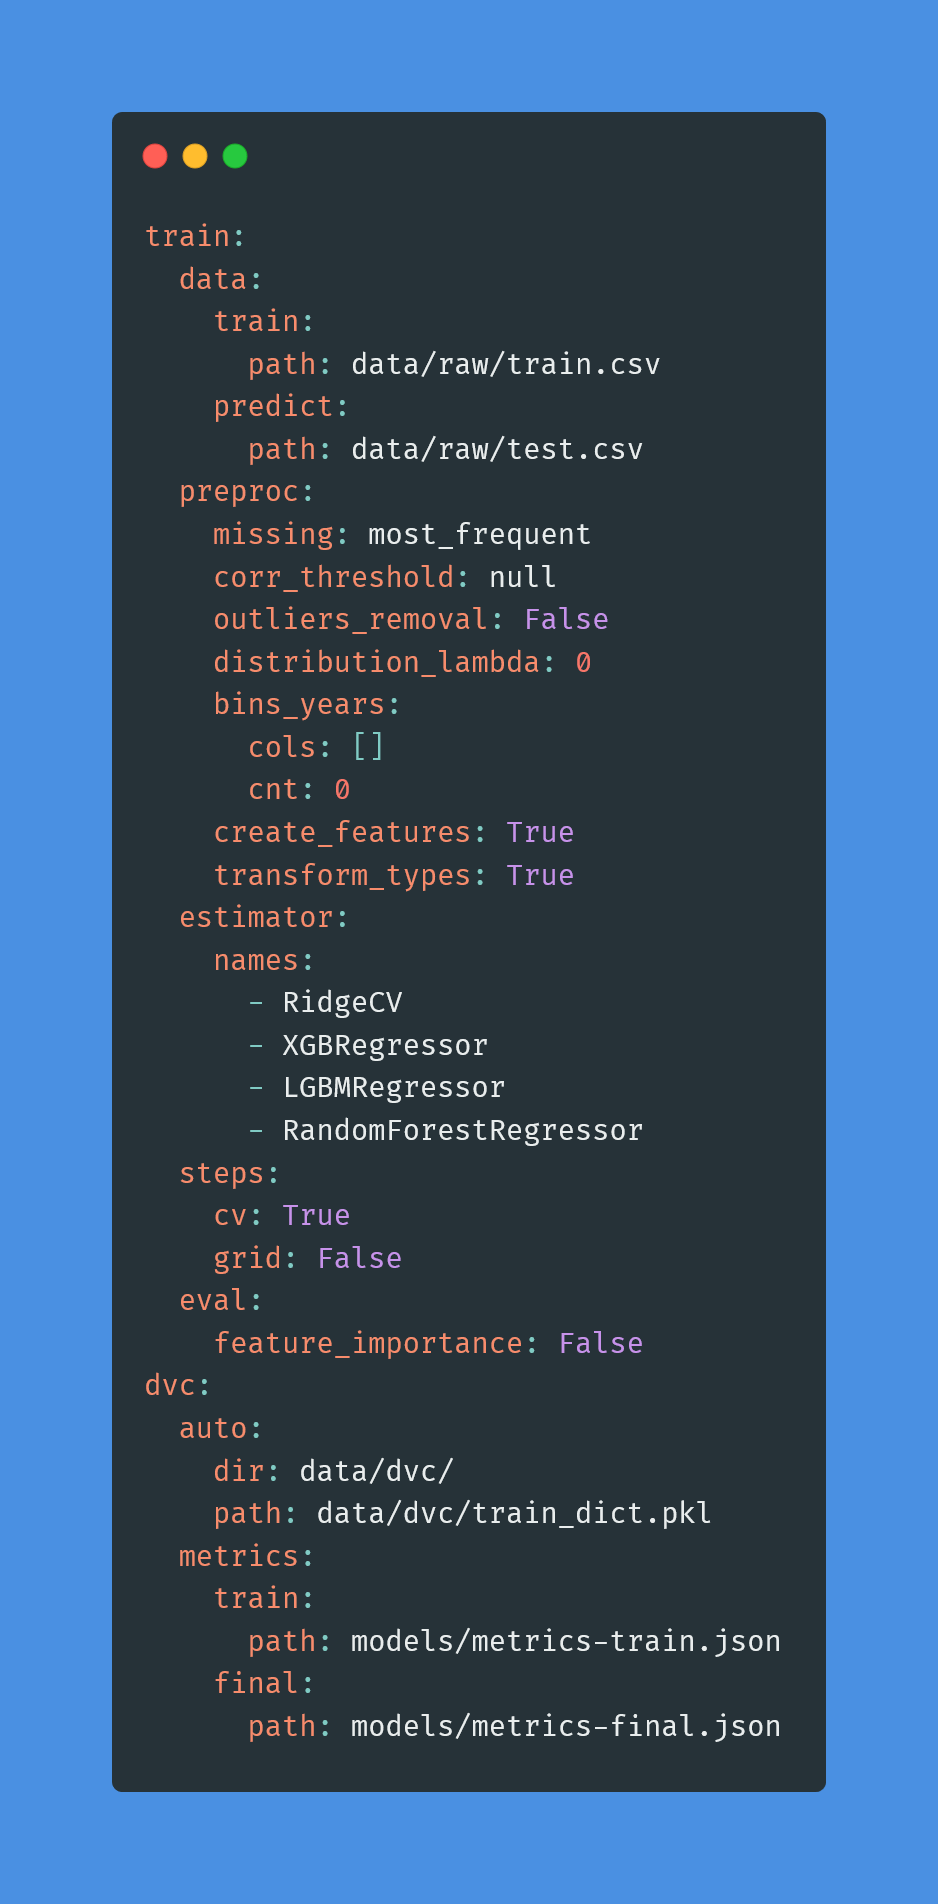 train:
  data:
    train:
      path: data/raw/train.csv
    predict:
      path: data/raw/test.csv
  preproc:
    missing: most_frequent
    corr_threshold: null
    outliers_removal: False
    distribution_lambda: 0
    bins_years:
      cols: []
      cnt: 0
    create_features: True
    transform_types: True
  estimator:
    names:
      - RidgeCV
      - XGBRegressor
      - LGBMRegressor
      - RandomForestRegressor
  steps:
    cv: True
    grid: False
  eval:
    feature_importance: False
dvc:
  auto:
    dir: data/dvc/
    path: data/dvc/train_dict.pkl
  metrics:
    train:
      path: models/metrics-train.json
    final:
      path: models/metrics-final.json